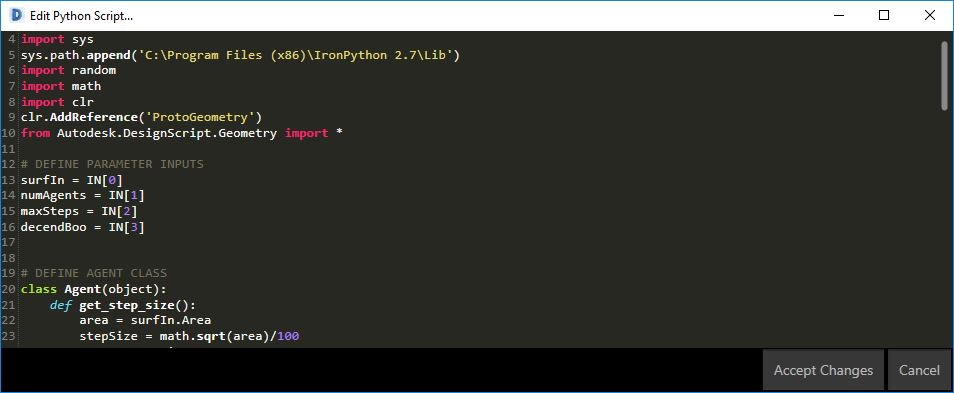 Edit Python Script...
4 import sys
5 sys.path.append('C:\Program Files (x86)\IronPython 2.7\Lib')
6 import random
7 import math
8 import clr
9 clr.AddReference('ProtoGeometry')
10 from Autodesk.DesignScript.Geometry import *
11
12 # DEFINE PARAMETER INPUTS
13 surfIn = IN[0]
14 numAgents = IN[1]
15 maxSteps = IN[2]
16 decendBoo = IN[3]
17
18
19 # DEFINE AGENT CLASS
20 class Agent(object):
21     def get_step_size():
22         area = surfIn.Area
23         stepSize = math.sqrt(area)/100
Accept Changes Cancel